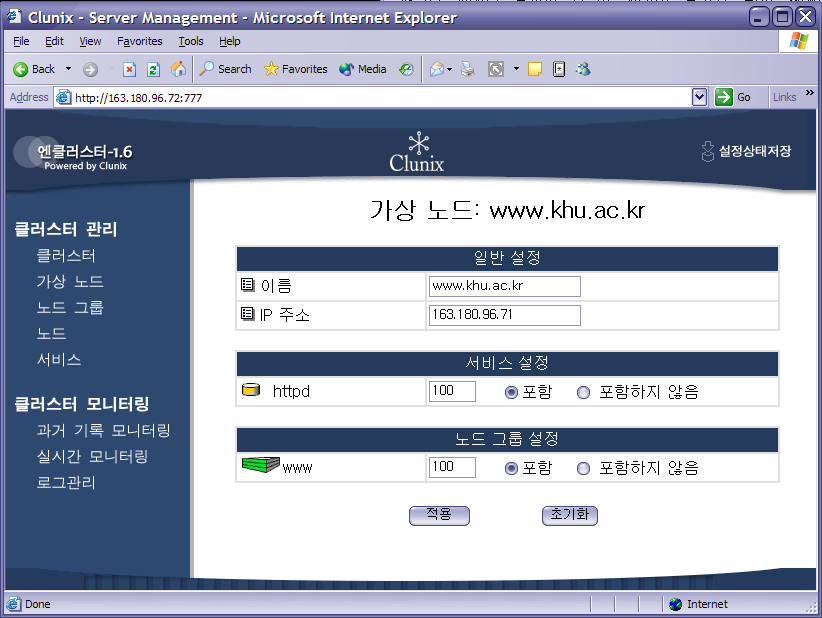 Clunix - Server Management - Microsoft Internet Explorer
File Edit View Favorites Tools Help
Back Search Favorites Media
Address http://163.180.96.72:777 Go Links »
엔클러스터-1.6
Powered by Clunix
Clunix
설정상태저장
클러스터 관리
클러스터
가상 노드
노드 그룹
노드
서비스
클러스터 모니터링
과거 기록 모니터링
실시간 모니터링
로그관리
가상 노드: www.khu.ac.kr
일반 설정
이름 www.khu.ac.kr
IP 주소 163.180.96.71
서비스 설정
httpd 100 포함 포함하지 않음
노드 그룹 설정
www 100 포함 포함하지 않음
적용 초기화
Done Internet